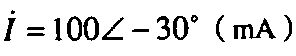 İ = 100∠−30° (mA)